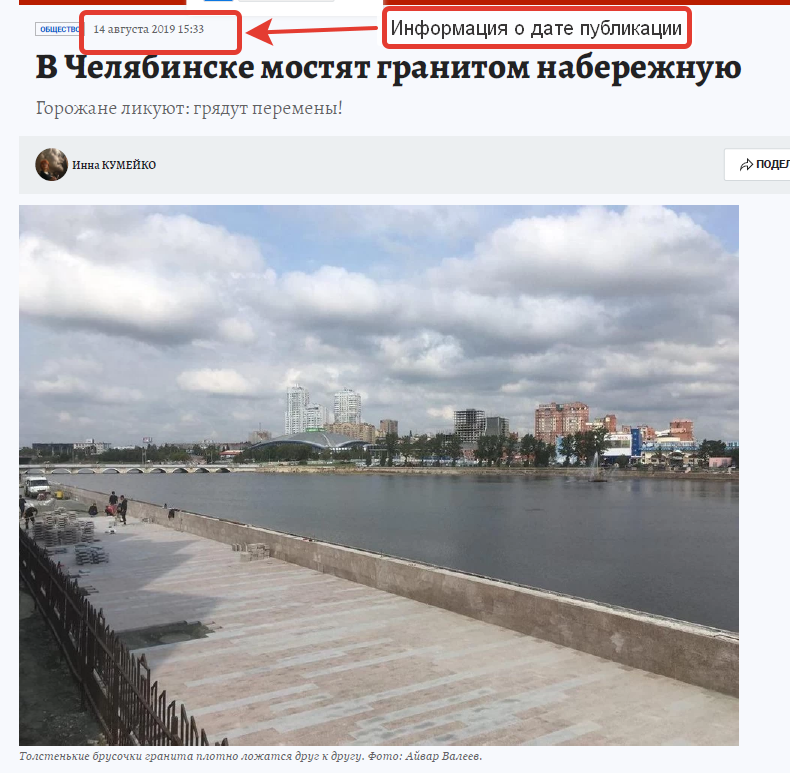 ОБЩЕСТВО 14 августа 2019 15:33 Информация о дате публикации
В Челябинске мостят гранитом набережную
Горожане ликуют: грядут перемены!
Инна КУМЕЙКО
Толстенькие брусочки гранита плотно ложатся друг к другу. Фото: Айвар Валеев.